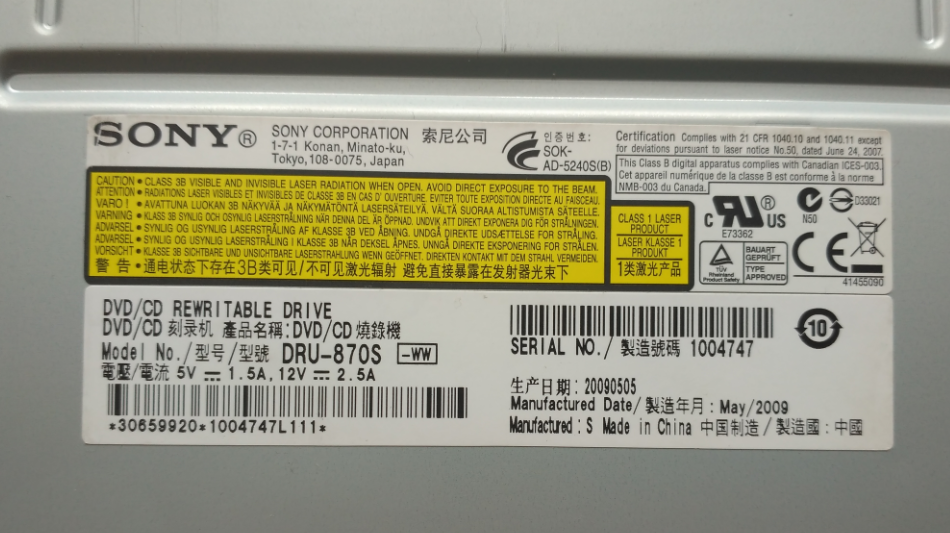 SONY®
SONY CORPORATION 索尼公司
1-7-1 Konan, Minato-ku,
Tokyo,108-0075, Japan
인증번호:
SOK-
AD-5240S(B)
Certification Complies with 21 CFR 1040.10 and 1040.11 except
for deviations pursuant to laser notice No.50, dated June 24, 2007.
This Class B digital apparatus complies with Canadian ICES-003.
Cet appareil numérique de la classe B est conforme à la norme
NMB-003 du Canada.
CAUTION • CLASS 3B VISIBLE AND INVISIBLE LASER RADIATION WHEN OPEN. AVOID DIRECT EXPOSURE TO THE BEAM.
ATTENTION • RADIATIONS LASER VISIBLES ET INVISIBLES DE CLASSE 3B EN CAS D' OUVERTURE. EVITER TOUTE EXPOSITION DIRECTE AU FAISCEAU.
VARO ! • AVATTUNA LUOKAN 3B NÄKYVÄÄ JA NÄKYMÄTÖNTÄ LASERSÄTEILYÄ. VÄLTÄ SUORAA ALTISTUMISTA SÄTEELLE.
VARNING • KLASS 3B SYNLIG OCH OSYNLIG LASERSTRÅLNING NÄR DENNA DEL ÄR ÖPPNAD. UNDVIK ATT DIREKT EXPONERA DIG FÖR STRÅLNINGEN.
ADVARSEL • SYNLIG OG USYNLIG LASERSTRÅLING AF KLASSE 3B VED ÅBNING. UNDGÅ DIREKTE UDSÆTTELSE FOR STRÅLING.
ADVARSEL • SYNLIG OG USYNLIG LASERSTRÅLING I KLASSE 3B NÅR DEKSEL ÅPNES. UNNGÅ DIREKTE EKSPONERING FOR STRÅLEN.
VORSICHT • KLASSE 3B SICHTBARE UND UNSICHTBARE LASERSTRAHLUNG WENN GEÖFFNET. DIREKTEN KONTAKT MIT DEM STRAHL VERMEIDEN.
警 告 • 通电状态下存在3B类可见/不可见激光辐射 避免直接暴露在发射器光束下
CLASS 1 LASER
PRODUCT
LASER KLASSE 1
PRODUKT
1类激光产品
C RU ® US
E73362
N50
D33021
TÜV
Rheinland
Product Safety
BAUART
GEPRÜFT
TYPE
APPROVED
CE
41455090
DVD/CD REWRITABLE DRIVE
DVD/CD 刻录机 產品名稱:DVD/CD燒錄機
Model No./型号/型號 DRU-870S -WW
電壓/電流 5V ⎓ 1.5A,12V ⎓ 2.5A
*30659920*1004747L111*
SERIAL NO./ 製造號碼 1004747
10
生产日期: 20090505
Manufactured Date/ 製造年月: May/2009
Manufactured : S Made in China 中国制造 / 製造國 : 中國